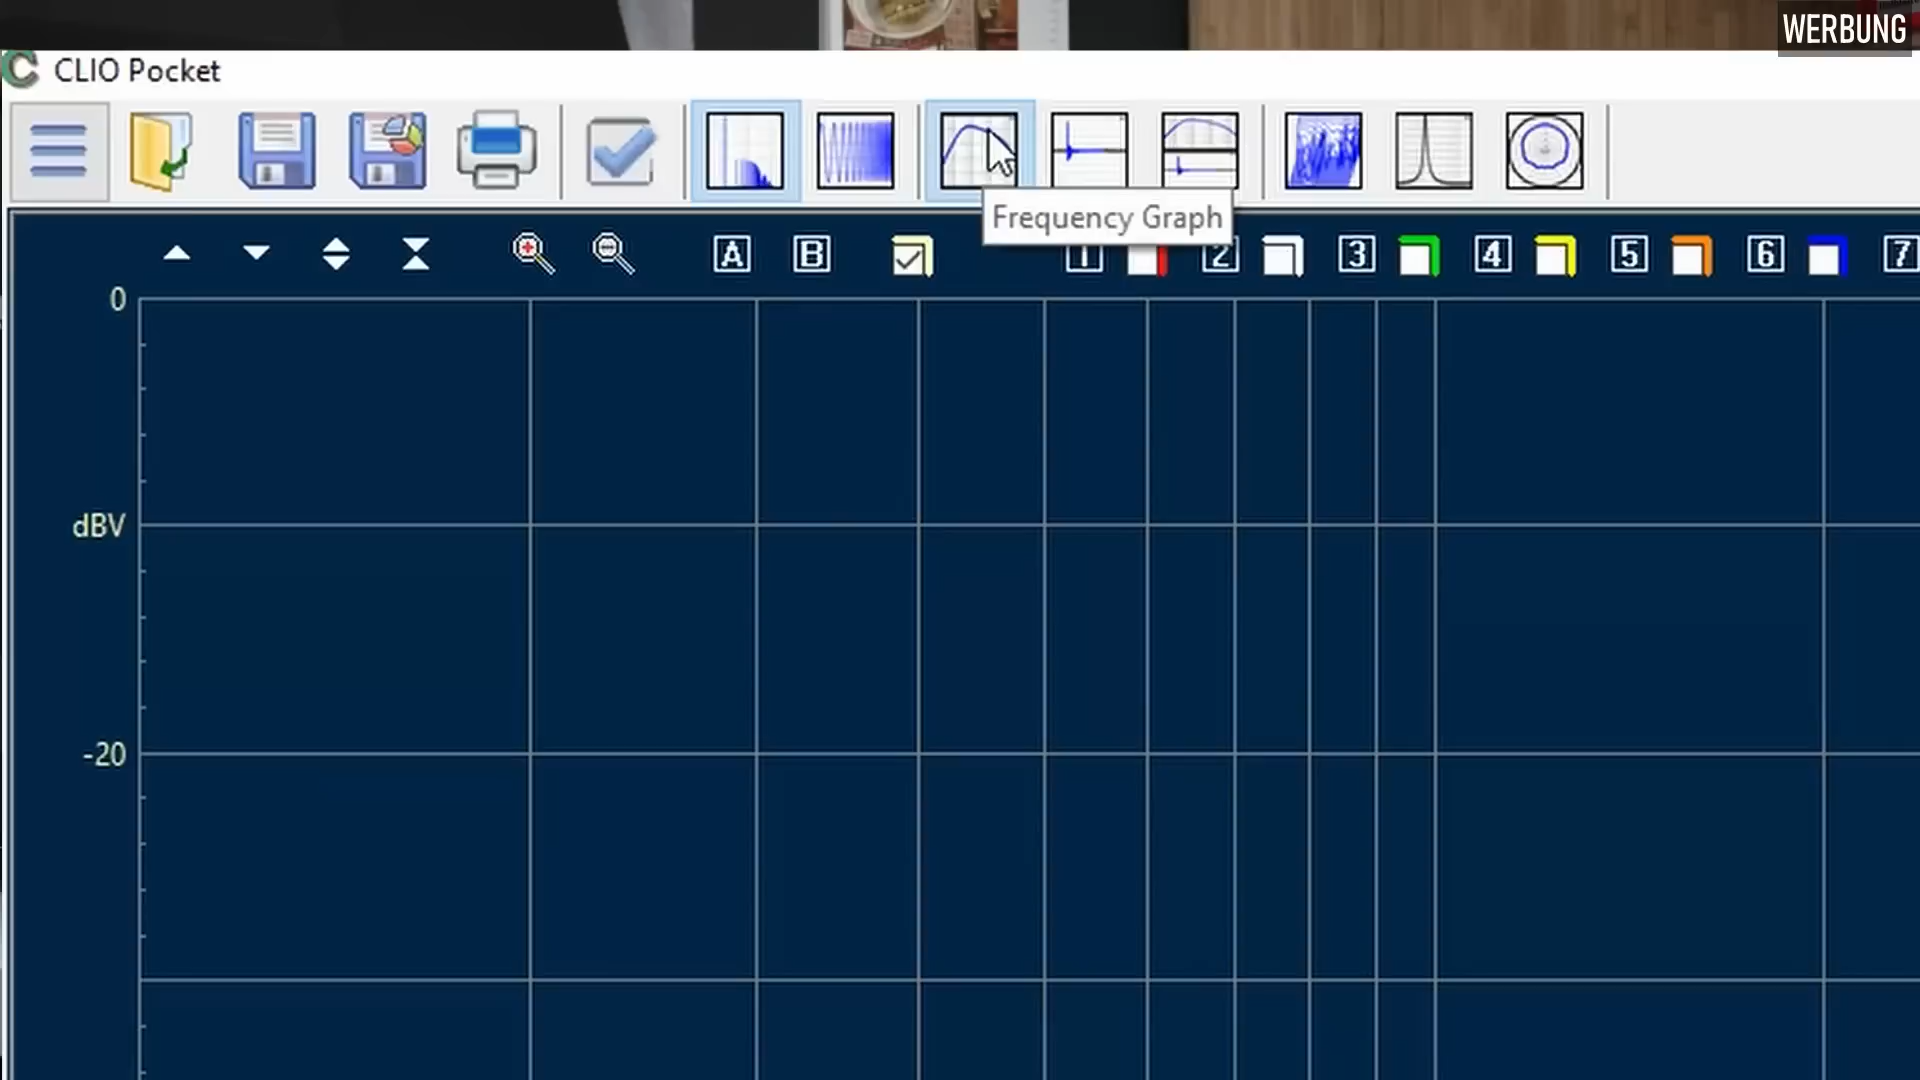 WERBUNG
CLIO Pocket
Frequency Graph
A B 1 2 3 4 5 6 7
0
dBV
-20